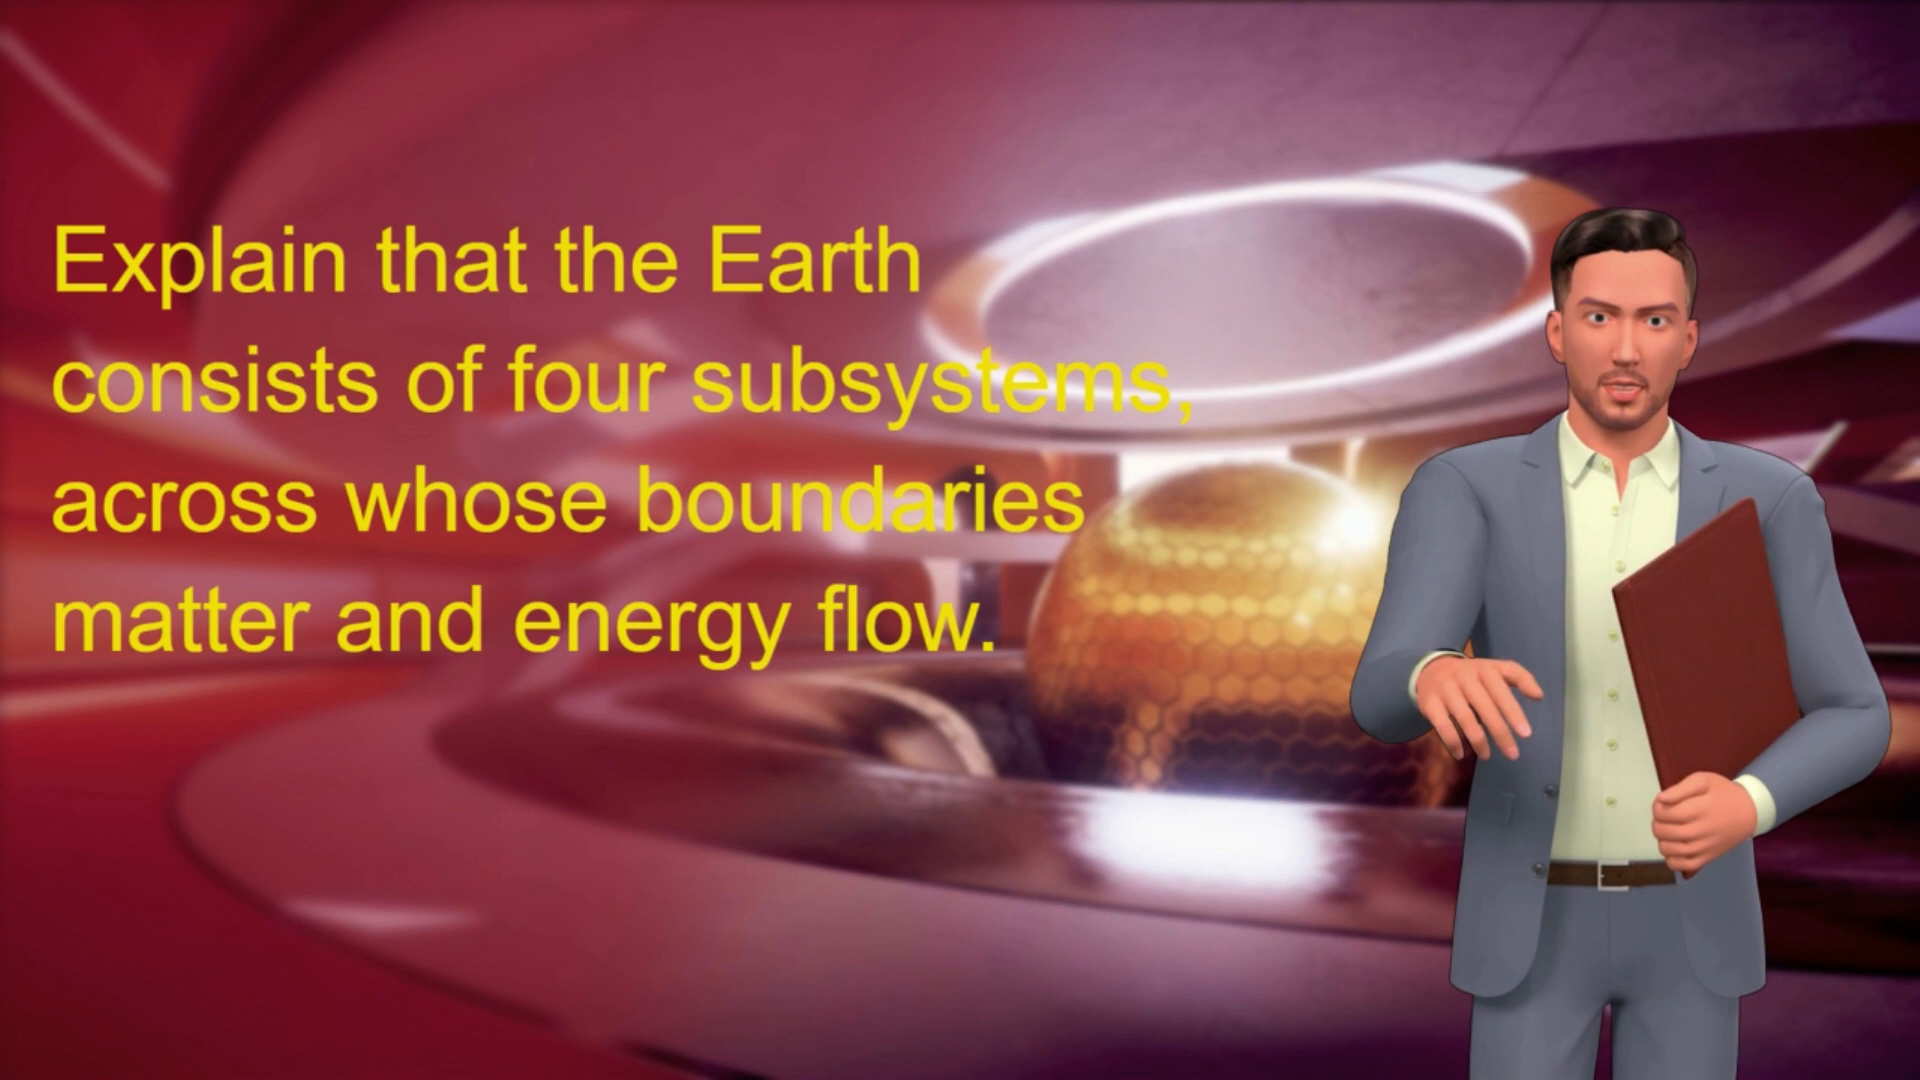 Explain that the Earth
consists of four subsystems,
across whose boundaries
matter and energy flow.